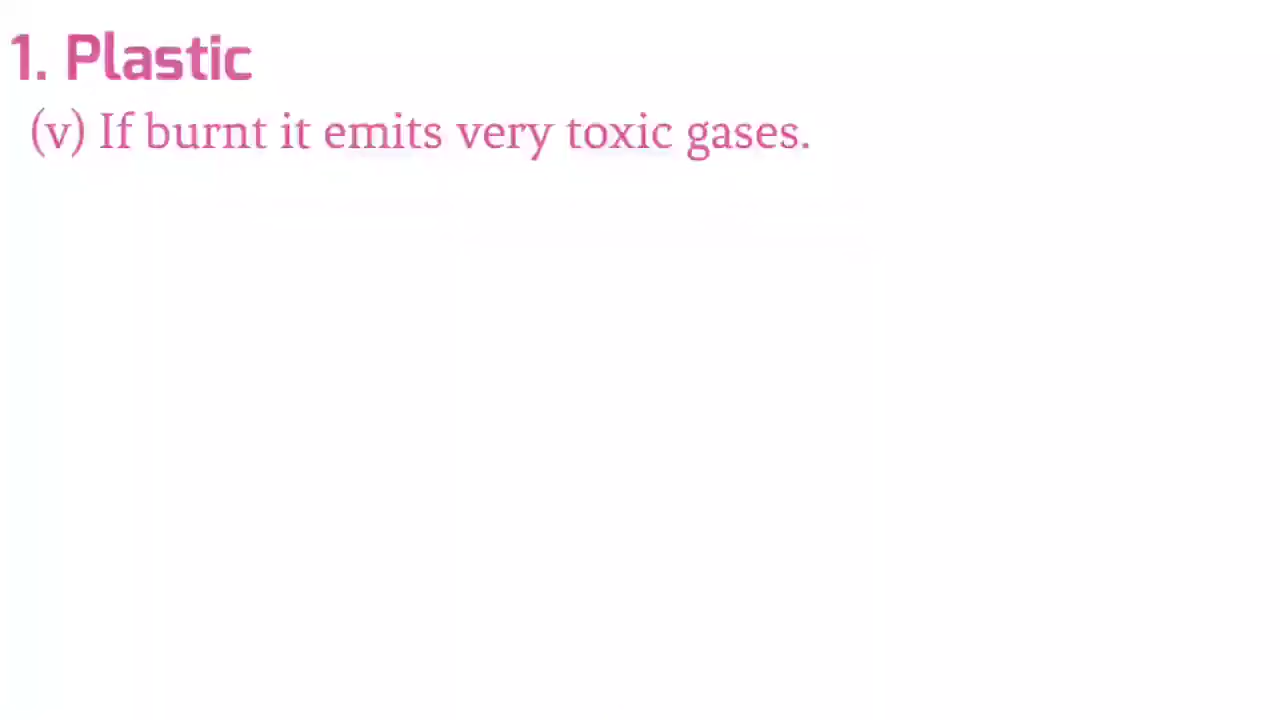 1. Plastic
(v) If burnt it emits very toxic gases.